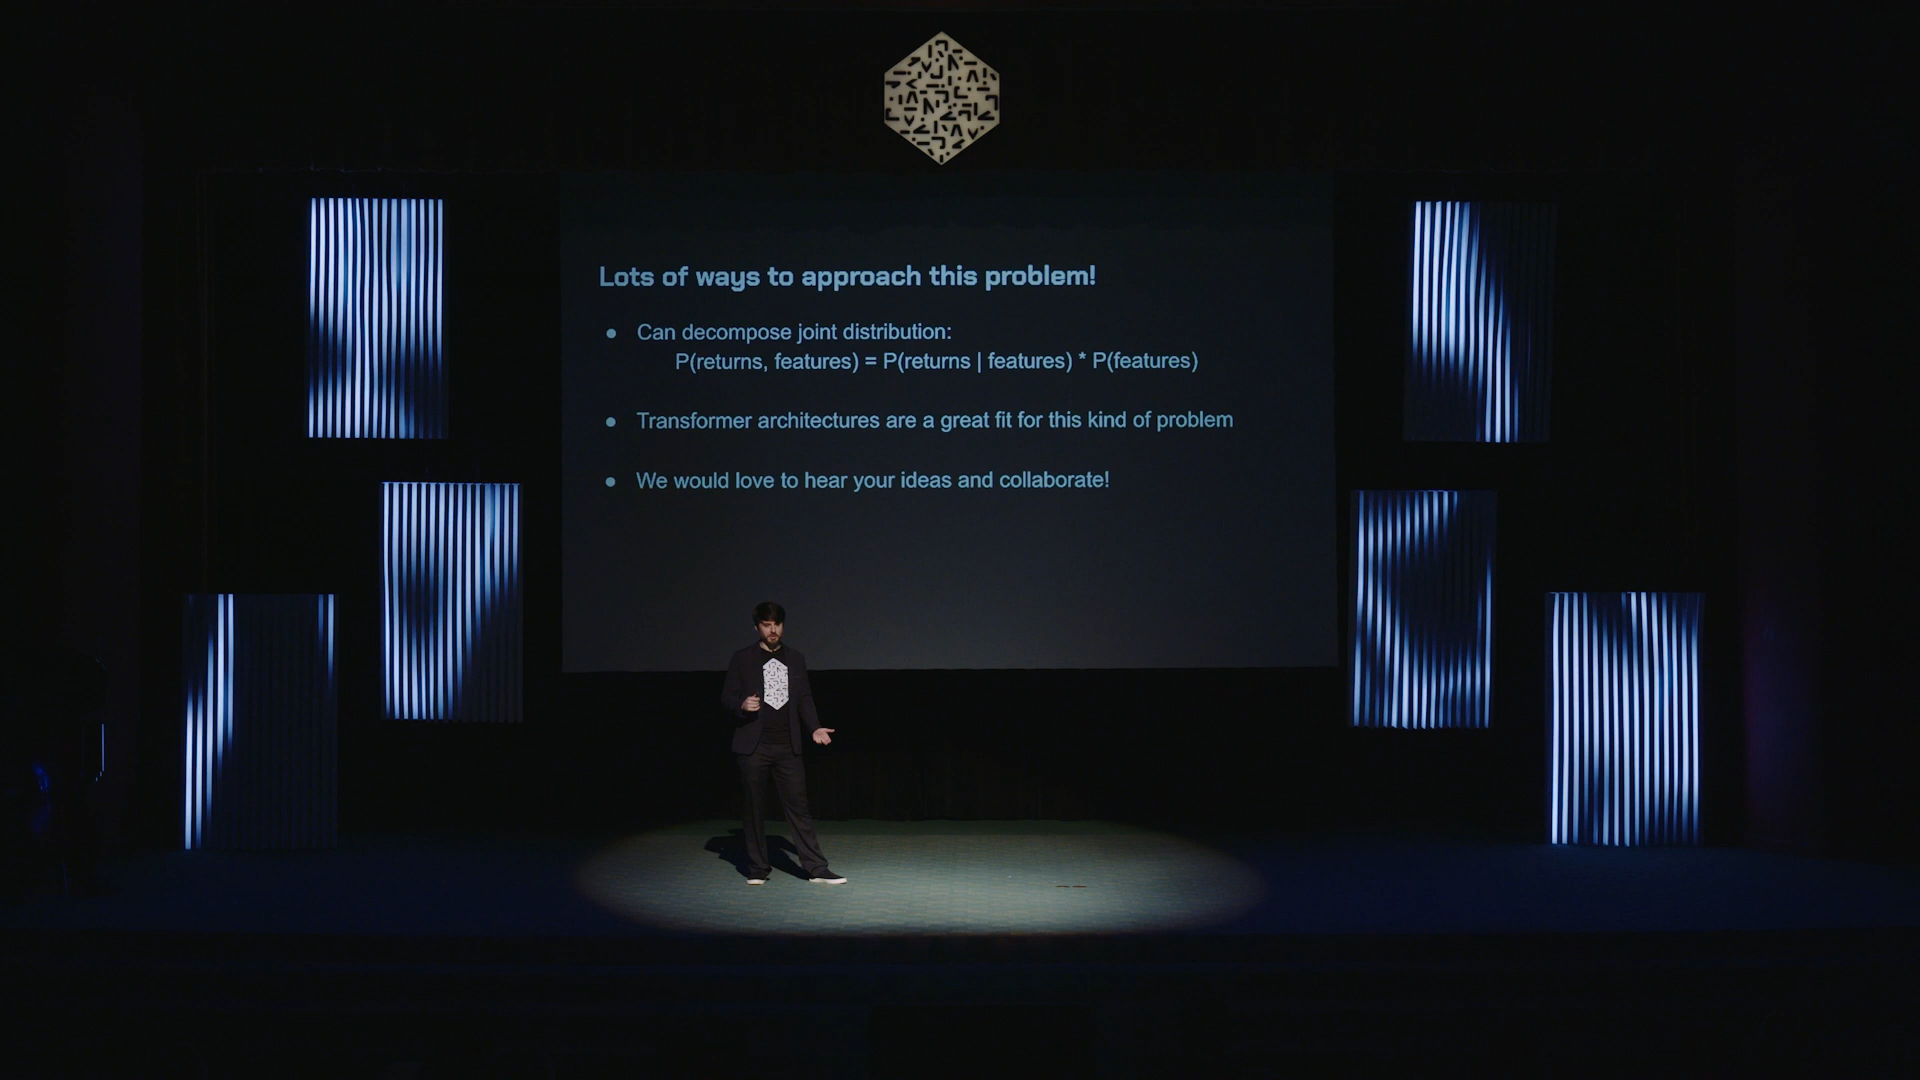 Lots of ways to approach this problem!
● Can decompose joint distribution:
P(returns, features) = P(returns | features) * P(features)
● Transformer architectures are a great fit for this kind of problem
● We would love to hear your ideas and collaborate!